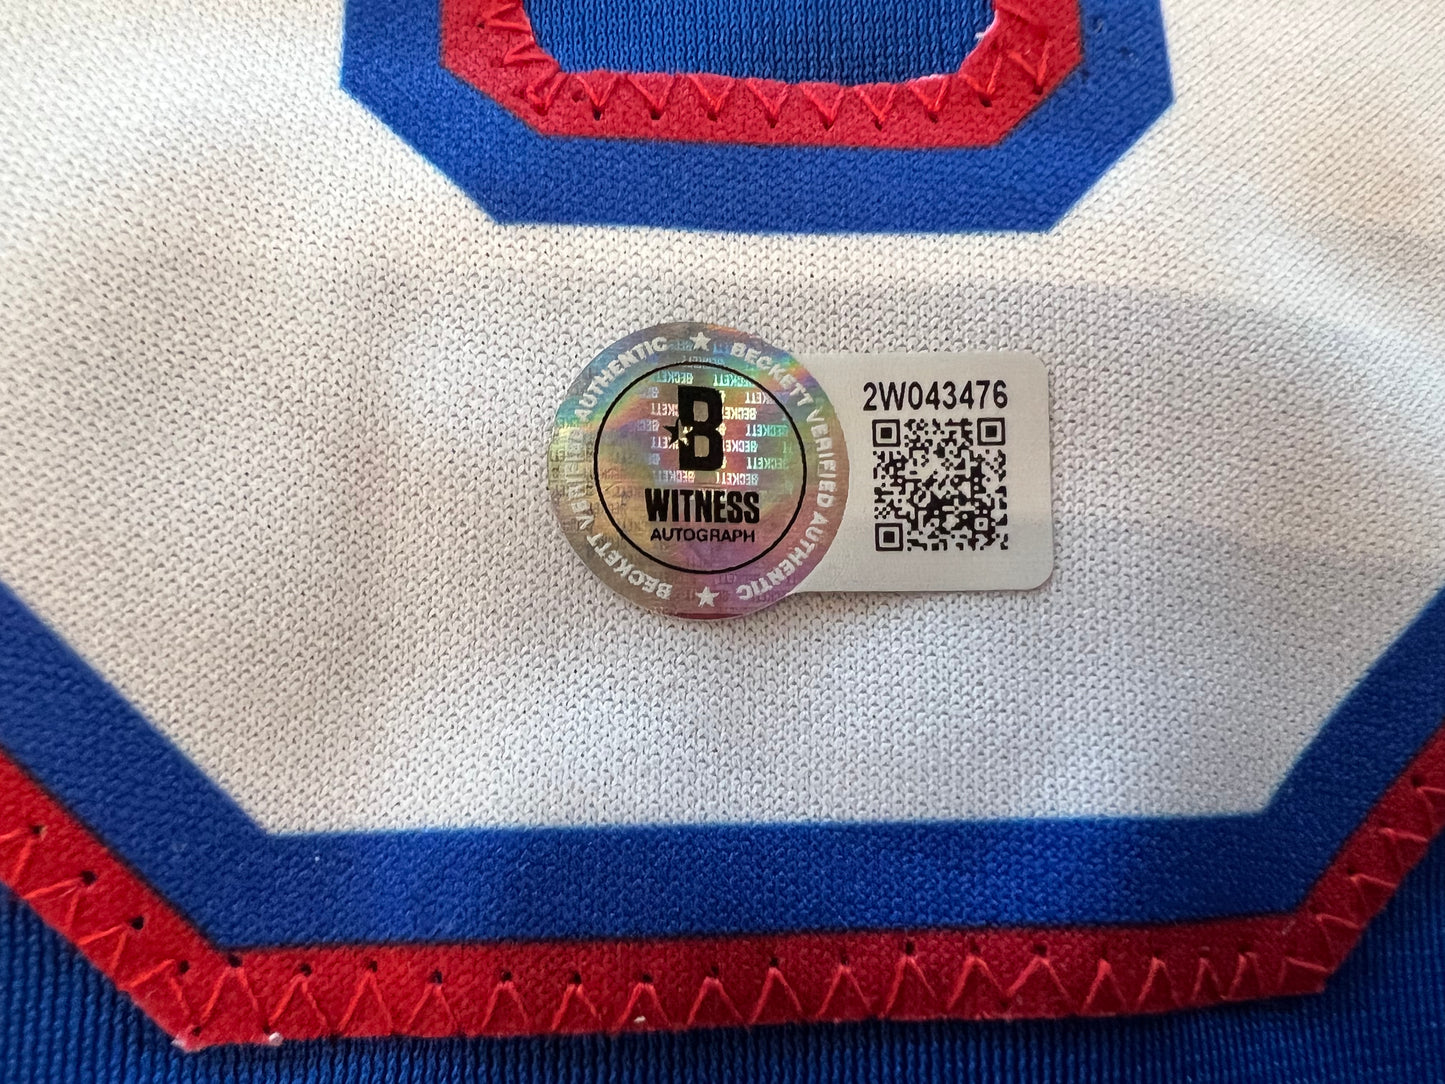 AUTHENTIC ★ BECKETT VERIFIED AUTHENTIC ★ BECKETT VERIFIED
B
WITNESS
AUTOGRAPH
2W043476